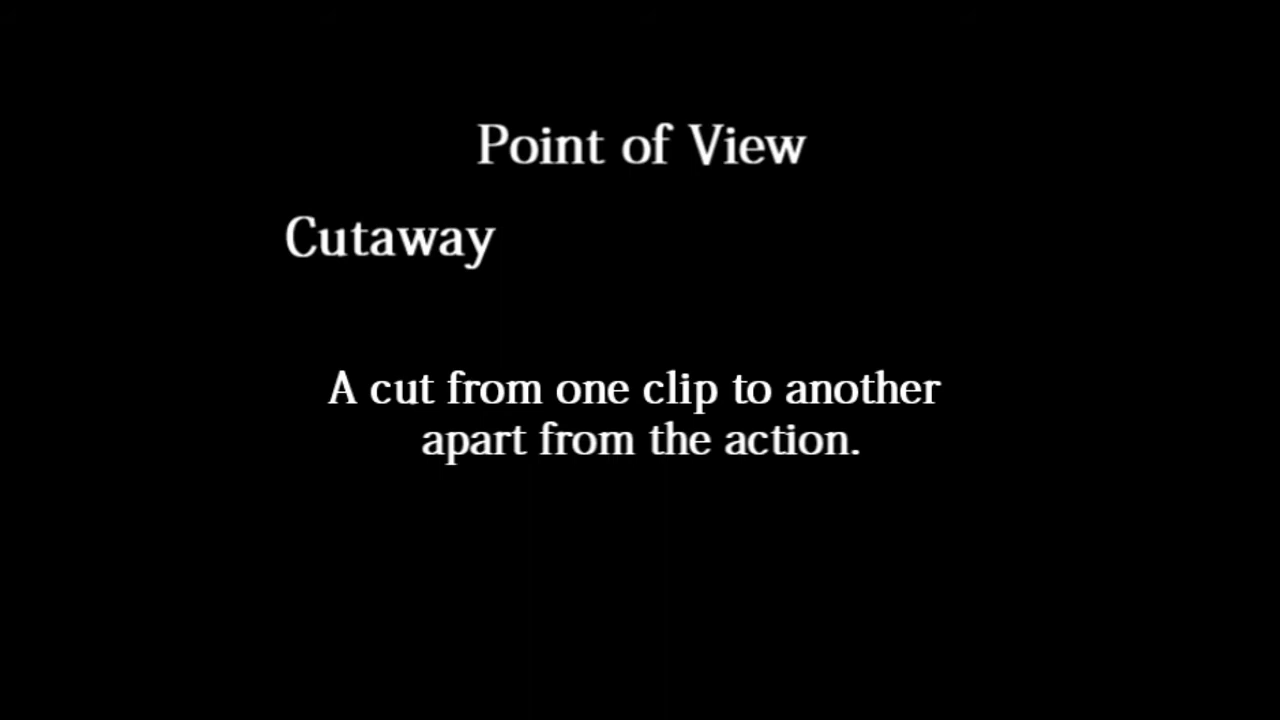 Point of View
Cutaway
A cut from one clip to another
apart from the action.